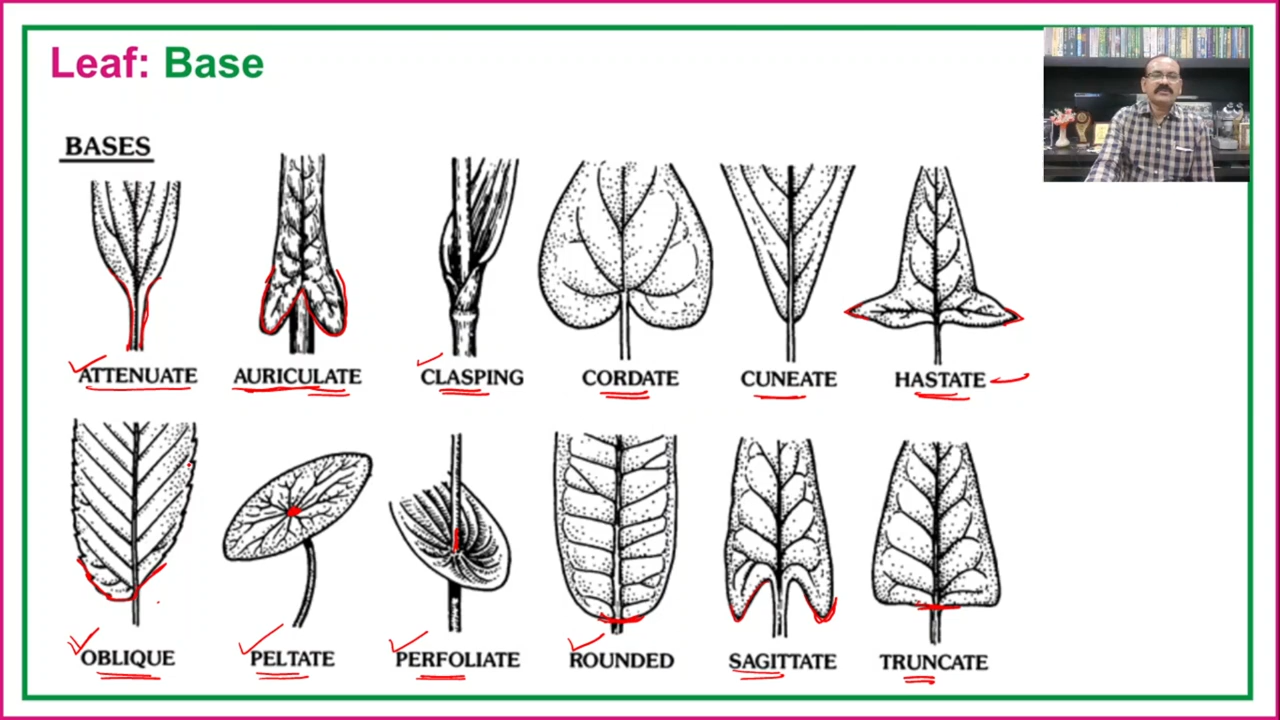 Leaf: Base
BASES
ATTENUATE AURICULATE CLASPING CORDATE CUNEATE HASTATE
OBLIQUE PELTATE PERFOLIATE ROUNDED SAGITTATE TRUNCATE